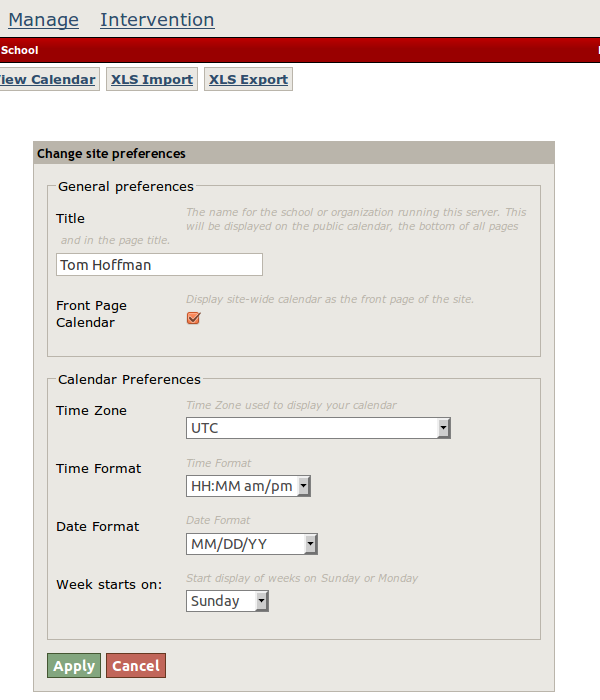 Manage Intervention
School
iew Calendar XLS Import XLS Export
Change site preferences
General preferences
Title
The name for the school or organization running this server. This
will be displayed on the public calendar, the bottom of all pages
and in the page title.
Tom Hoffman
Front Page
Calendar
Display site-wide calendar as the front page of the site.
Calendar Preferences
Time Zone
Time Zone used to display your calendar
UTC
Time Format
Time Format
HH:MM am/pm
Date Format
Date Format
MM/DD/YY
Week starts on:
Start display of weeks on Sunday or Monday
Sunday
Apply Cancel